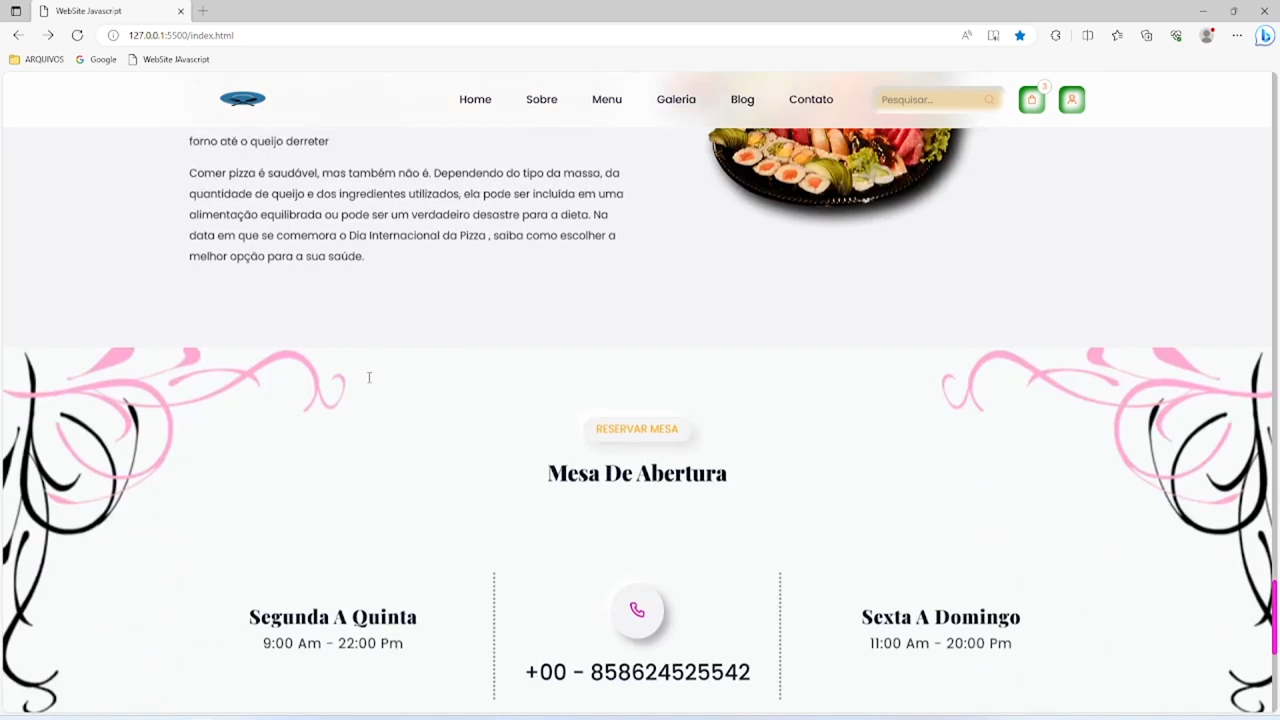 WebSite Javascript
127.0.0.1:5500/index.html
ARQUIVOS Google WebSite JAvascript
Home Sobre Menu Galeria Blog Contato Pesquisar... 3
forno até o queijo derreter
Comer pizza é saudável, mas também não é. Dependendo do tipo da massa, da
quantidade de queijo e dos ingredientes utilizados, ela pode ser incluída em uma
alimentação equilibrada ou pode ser um verdadeiro desastre para a dieta. Na
data em que se comemora o Dia Internacional da Pizza , saiba como escolher a
melhor opção para a sua saúde.
RESERVAR MESA
Mesa De Abertura
Segunda A Quinta
9:00 Am - 22:00 Pm
+00 - 858624525542
Sexta A Domingo
11:00 Am - 20:00 Pm